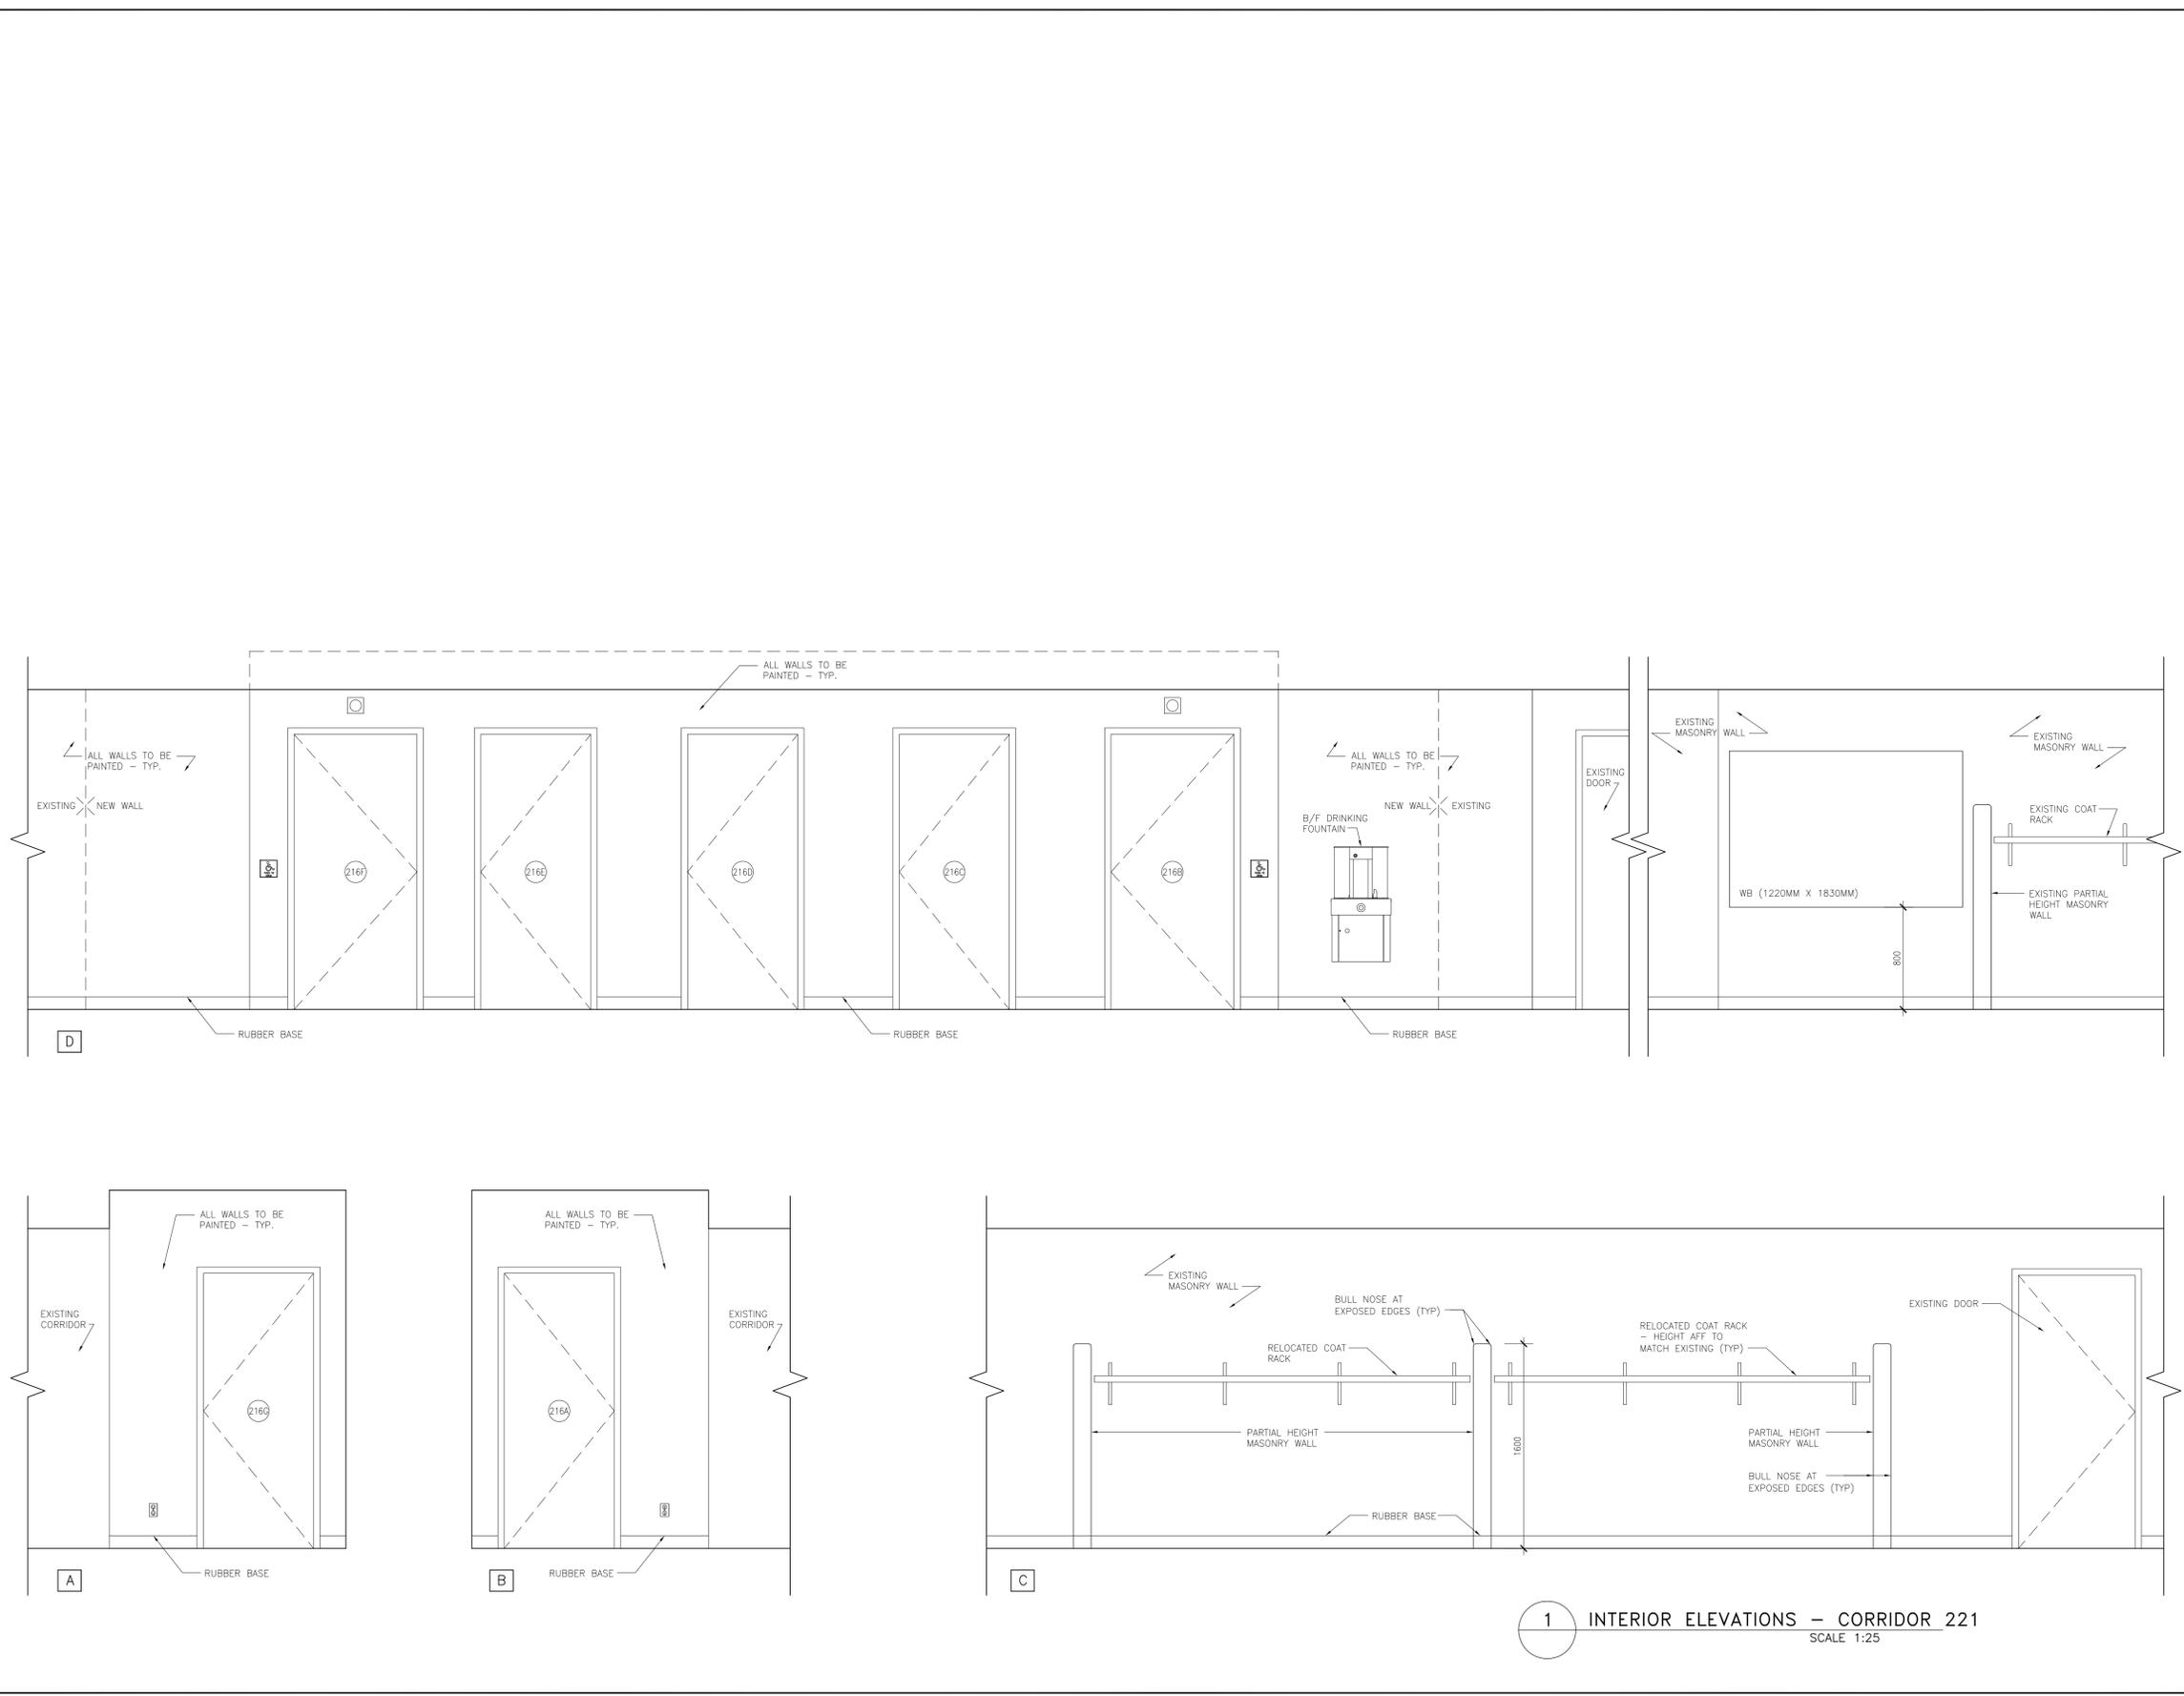 ALL WALLS TO BE
PAINTED – TYP.
ALL WALLS TO BE
PAINTED – TYP.
EXISTING
NEW WALL
216F
216E
216D
216C
216B
ALL WALLS TO BE
PAINTED – TYP.
NEW WALL
EXISTING
B/F DRINKING
FOUNTAIN
EXISTING
DOOR
EXISTING
MASONRY WALL
EXISTING
MASONRY WALL
EXISTING COAT
RACK
WB (1220MM X 1830MM)
EXISTING PARTIAL
HEIGHT MASONRY
WALL
800
D
RUBBER BASE
RUBBER BASE
RUBBER BASE
ALL WALLS TO BE
PAINTED – TYP.
EXISTING
CORRIDOR
216G
A
RUBBER BASE
ALL WALLS TO BE
PAINTED – TYP.
EXISTING
CORRIDOR
216A
B
RUBBER BASE
EXISTING
MASONRY WALL
BULL NOSE AT
EXPOSED EDGES (TYP)
RELOCATED COAT
RACK
RELOCATED COAT RACK
– HEIGHT AFF TO
MATCH EXISTING (TYP)
EXISTING DOOR
PARTIAL HEIGHT
MASONRY WALL
1600
PARTIAL HEIGHT
MASONRY WALL
BULL NOSE AT
EXPOSED EDGES (TYP)
RUBBER BASE
C
1
INTERIOR ELEVATIONS – CORRIDOR 221
SCALE 1:25